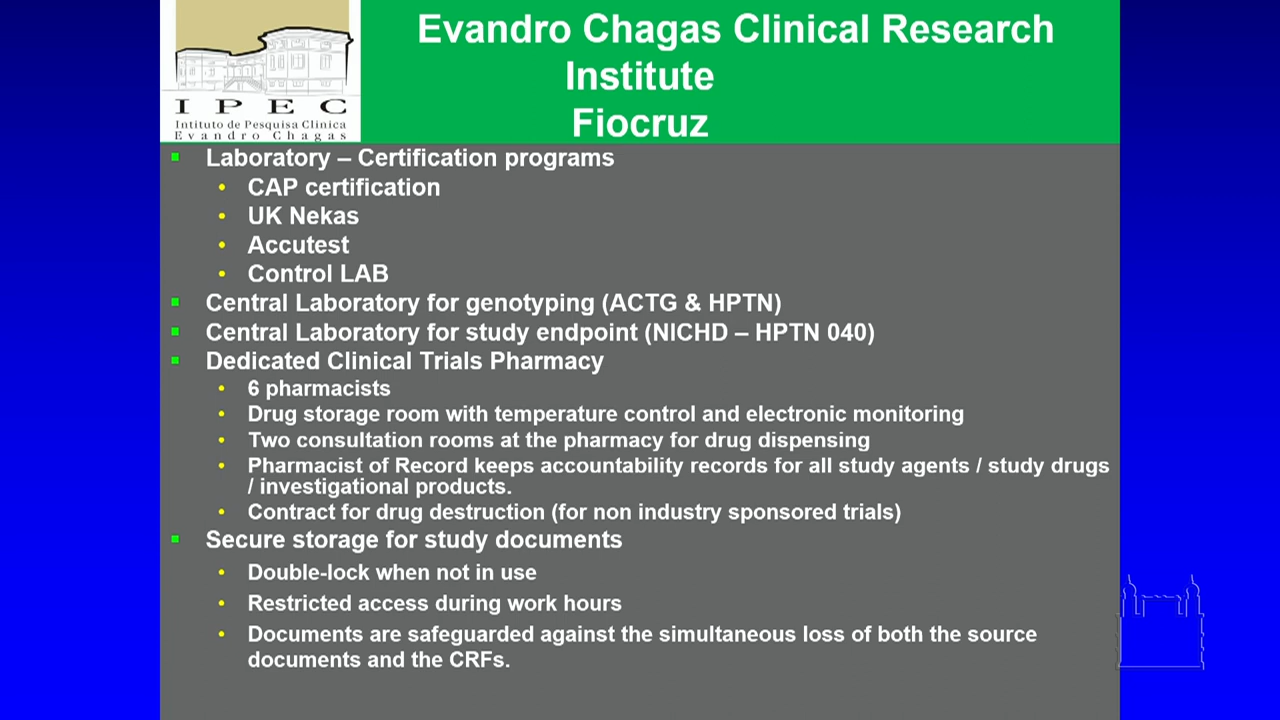 Evandro Chagas Clinical Research
Institute
Fiocruz
I P E C
Intituto de Pesquisa Clinica
Evandro Chagas
Laboratory – Certification programs
CAP certification
UK Nekas
Accutest
Control LAB
Central Laboratory for genotyping (ACTG & HPTN)
Central Laboratory for study endpoint (NICHD – HPTN 040)
Dedicated Clinical Trials Pharmacy
6 pharmacists
Drug storage room with temperature control and electronic monitoring
Two consultation rooms at the pharmacy for drug dispensing
Pharmacist of Record keeps accountability records for all study agents / study drugs
/ investigational products.
Contract for drug destruction (for non industry sponsored trials)
Secure storage for study documents
Double-lock when not in use
Restricted access during work hours
Documents are safeguarded against the simultaneous loss of both the source
documents and the CRFs.